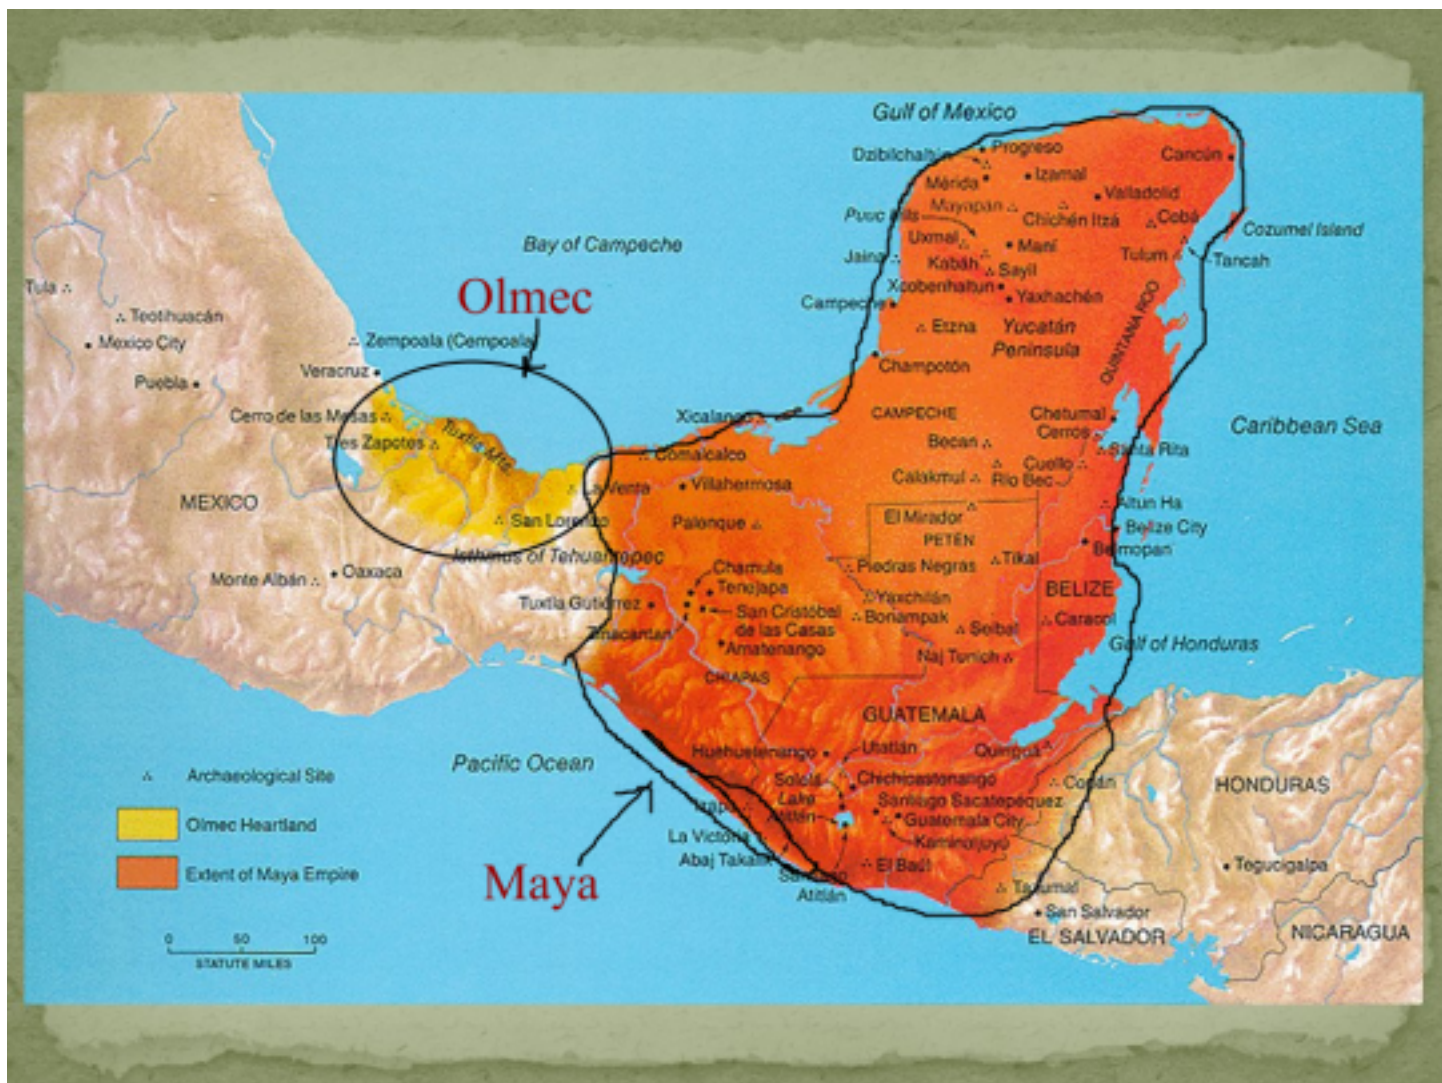 Gulf of Mexico
Progreso
Dzibilchaltún
Cancún
Izamal
Mérida
Valladolid
Mayapán
Chichén Itzá
Cobá
Puuc Hills
Cozumel Island
Uxmal
Maní
Bay of Campeche
Jaina
Kabáh
Sayil
Tulum
Tancah
Tula
Xcobenhaltun
Yaxhachén
Olmec
Campeche
QUINTANA ROO
Teotihuacán
Etzna
Yucatán
Peninsula
Mexico City
Zempoala (Cempoala)
Champotón
Veracruz
Puebla
Cerro de las Mesas
Xicalango
CAMPECHE
Chetumal
Caribbean Sea
Tres Zapotes
Tuxtla Mts.
Cerros
Becan
Santa Rita
Comalcalco
Calakmul
Cuello
Río Bec
La Venta
Villahermosa
MEXICO
Altun Ha
San Lorenzo
Palenque
El Mirador
Belize City
PETÉN
Belmopan
Isthmus of Tehuantepec
Tikal
Chamula
Piedras Negras
Monte Albán
Oaxaca
Tenejapa
BELIZE
Tuxtla Gutiérrez
Yaxchilán
San Cristóbal
de las Casas
Bonampak
Caracol
Zinacantan
Seibal
Amatenango
Naj Tunich
Gulf of Honduras
CHIAPAS
GUATEMALA
Huehuetenango
Utatlán
Quiriguá
Pacific Ocean
Archaeological Site
Sololá
Chichicastenango
Copán
HONDURAS
Lake
Atitlán
Santiago Sacatepéquez
Izapa
Guatemala City
Olmec Heartland
La Victoria
Kaminaljuyú
Abaj Takalik
El Baúl
Tegucigalpa
Extent of Maya Empire
Maya
Santiago
Atitlán
Tazumal
San Salvador
EL SALVADOR
NICARAGUA
0 50 100
STATUTE MILES